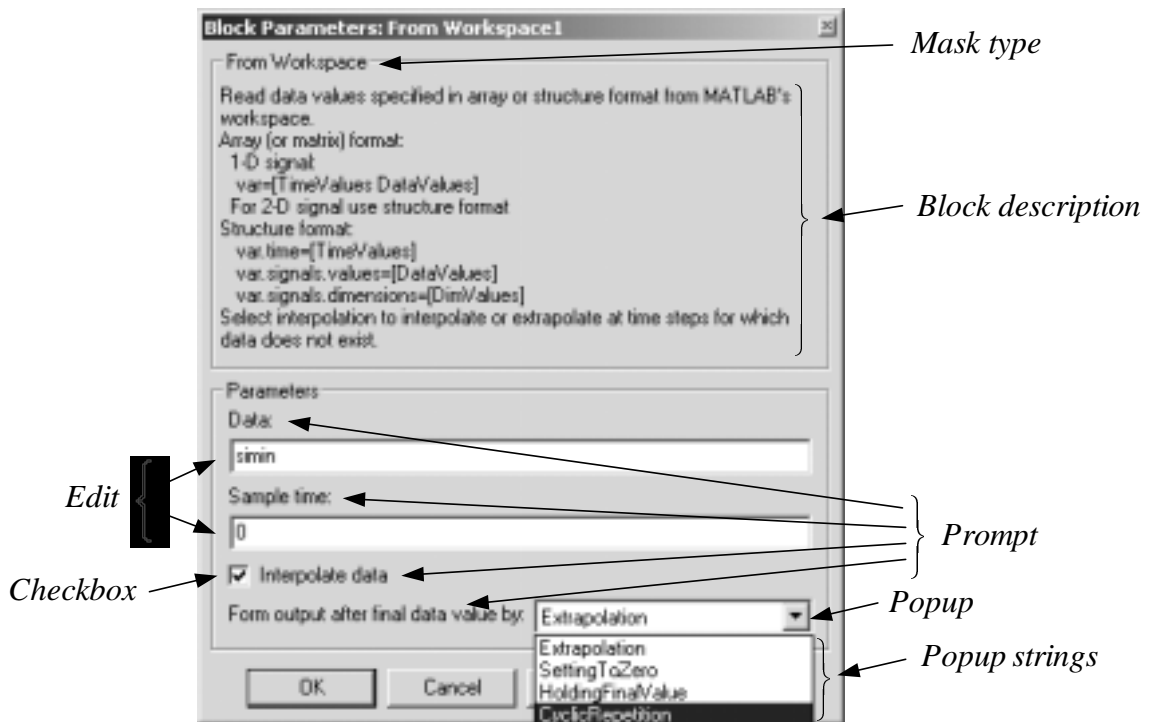 Block Parameters: From Workspace1
Mask type
From Workspace
Read data values specified in array or structure format from MATLAB's
workspace.
Array (or matrix) format:
1-D signal:
var=[TimeValues DataValues]
For 2-D signal use structure format
Structure format:
var.time=[TimeValues]
var.signals.values=[DataValues]
var.signals.dimensions=[DimValues]
Select interpolation to interpolate or extrapolate at time steps for which
data does not exist.
Block description
Parameters
Data:
simin
Edit
Sample time:
0
Prompt
Checkbox
Interpolate data
Form output after final data value by:
Extrapolation
Popup
Extrapolation
SettingToZero
HoldingFinalValue
CyclicRepetition
Popup strings
OK
Cancel